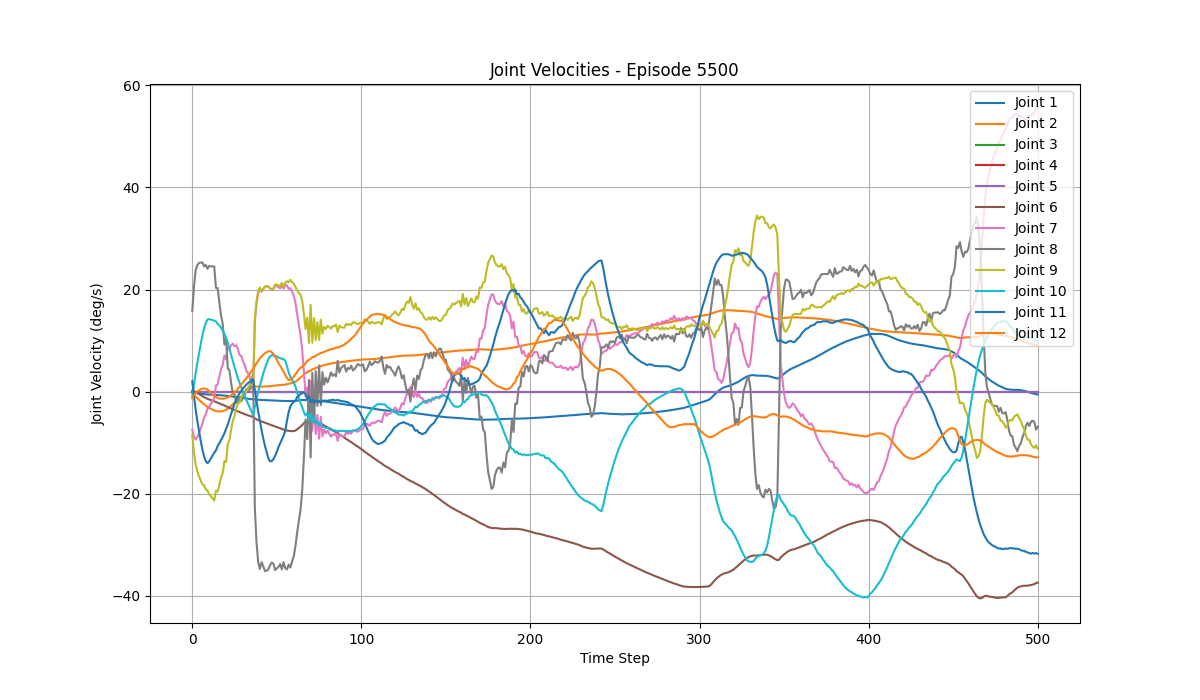 Joint Velocities - Episode 5500
60
40
20
0
−20
−40
Joint Velocity (deg/s)
Joint 1
Joint 2
Joint 3
Joint 4
Joint 5
Joint 6
Joint 7
Joint 8
Joint 9
Joint 10
Joint 11
Joint 12
0 100 200 300 400 500
Time Step